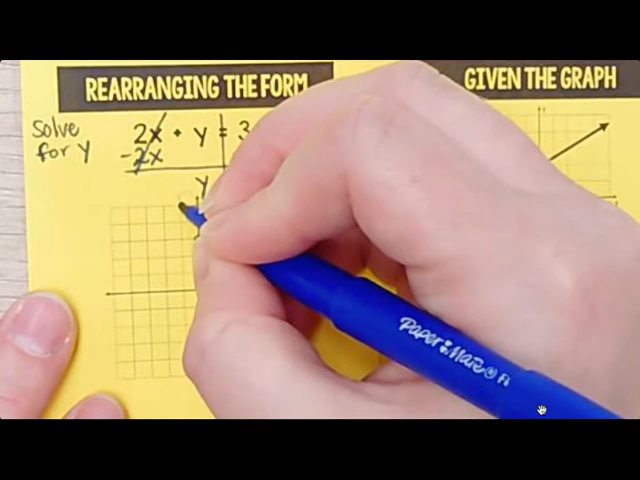 REARRANGING THE FORM
GIVEN THE GRAPH
Solve
for y
2x + y = 3
-2x
y
Paper Mate